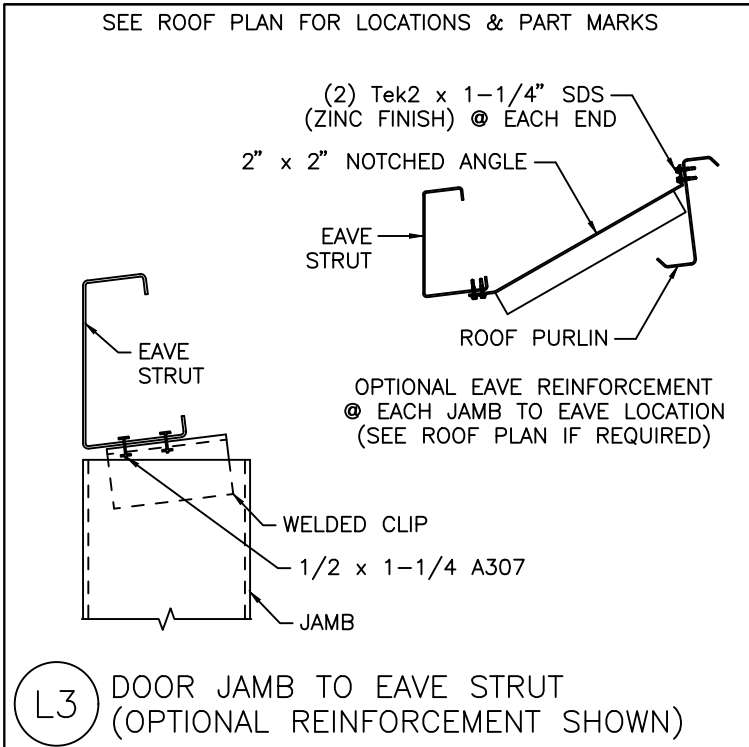 SEE ROOF PLAN FOR LOCATIONS & PART MARKS
(2) Tek2 x 1-1/4" SDS
(ZINC FINISH) @ EACH END
2" x 2" NOTCHED ANGLE
EAVE
STRUT
ROOF PURLIN
EAVE
STRUT
OPTIONAL EAVE REINFORCEMENT
@ EACH JAMB TO EAVE LOCATION
(SEE ROOF PLAN IF REQUIRED)
WELDED CLIP
1/2 x 1-1/4 A307
JAMB
L3
DOOR JAMB TO EAVE STRUT
(OPTIONAL REINFORCEMENT SHOWN)